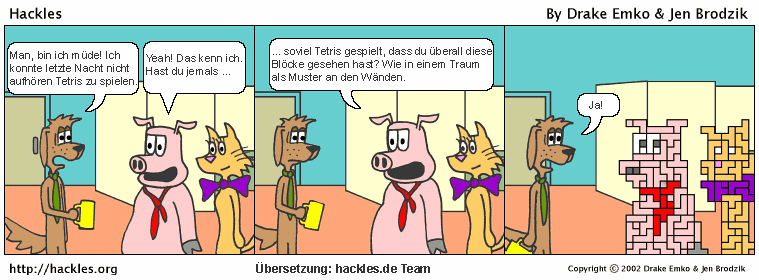 Hackles
By Drake Emko & Jen Brodzik
Man, bin ich müde! Ich
konnte letzte Nacht nicht
aufhören Tetris zu spielen.
Yeah! Das kenn ich.
Hast du jemals ...
... soviel Tetris gespielt, dass du überall diese
Blöcke gesehen hast? Wie in einem Traum
als Muster an den Wänden.
Ja!
http://hackles.org
Übersetzung: hackles.de Team
Copyright © 2002 Drake Emko & Jen Brodzik